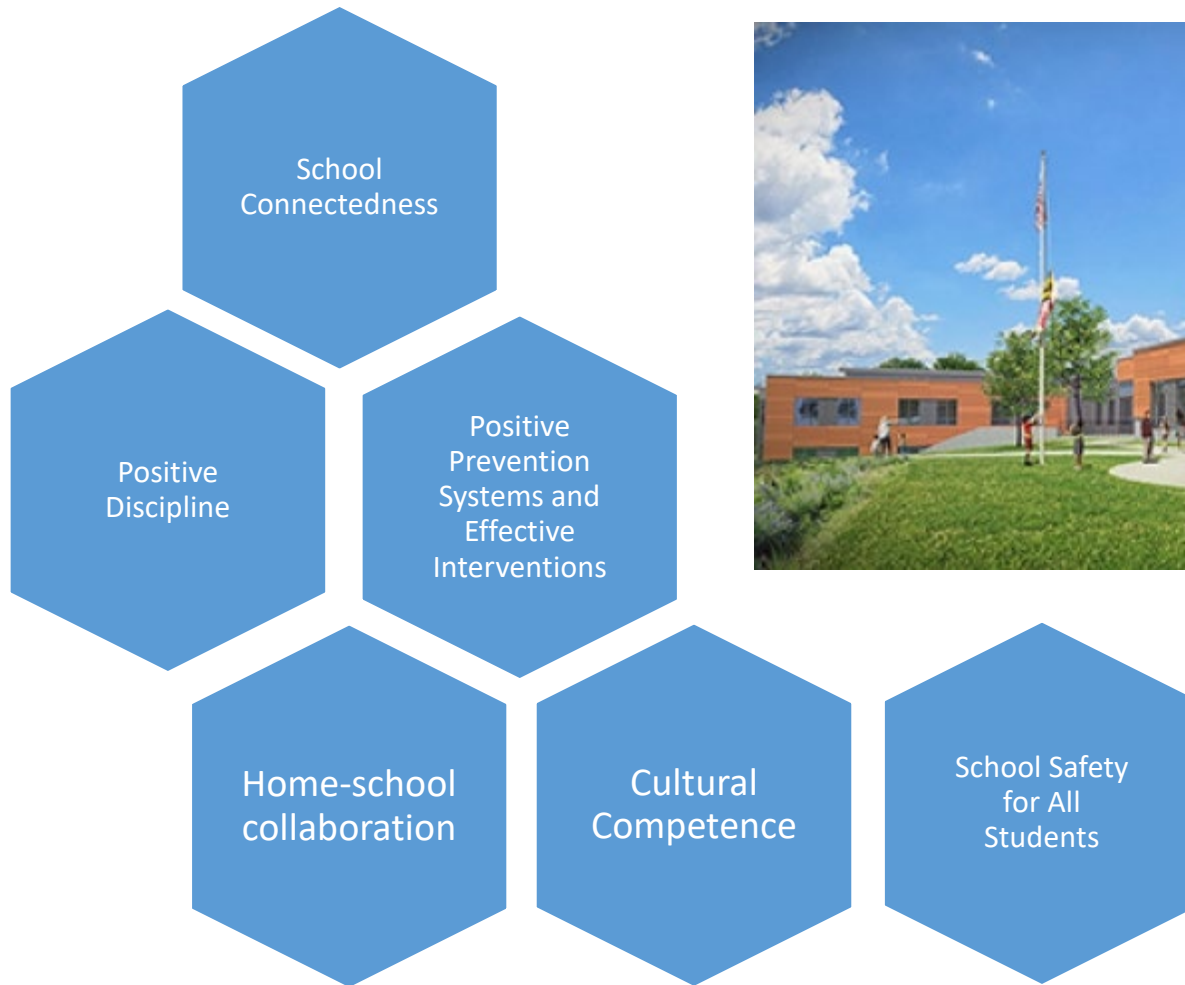 School
Connectedness
Positive
Discipline
Positive
Prevention
Systems and
Effective
Interventions
Home-school
collaboration
Cultural
Competence
School Safety
for All
Students